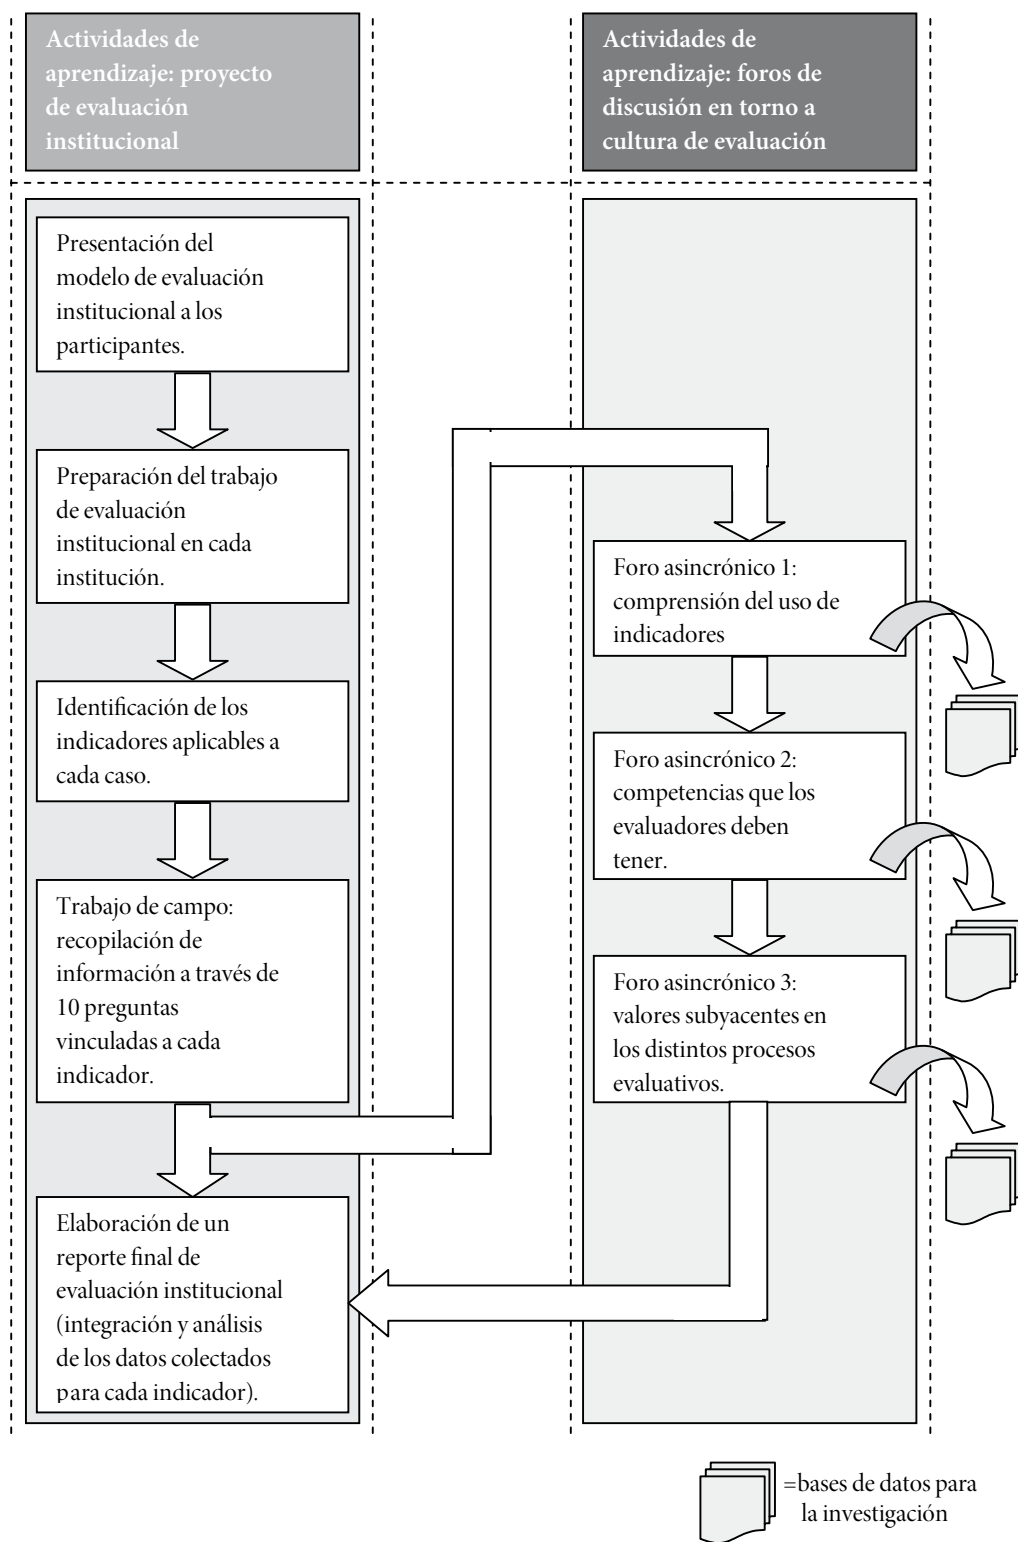 Actividades de
aprendizaje: proyecto
de evaluación
institucional
Actividades de
aprendizaje: foros de
discusión en torno a
cultura de evaluación
Presentación del
modelo de evaluación
institucional a los
participantes.
Preparación del trabajo
de evaluación
institucional en cada
institución.
Identificación de los
indicadores aplicables a
cada caso.
Trabajo de campo:
recopilación de
información a través de
10 preguntas
vinculadas a cada
indicador.
Elaboración de un
reporte final de
evaluación institucional
(integración y análisis
de los datos colectados
para cada indicador).
Foro asincrónico 1:
comprensión del uso de
indicadores
Foro asincrónico 2:
competencias que los
evaluadores deben
tener.
Foro asincrónico 3:
valores subyacentes en
los distintos procesos
evaluativos.
=bases de datos para
la investigación